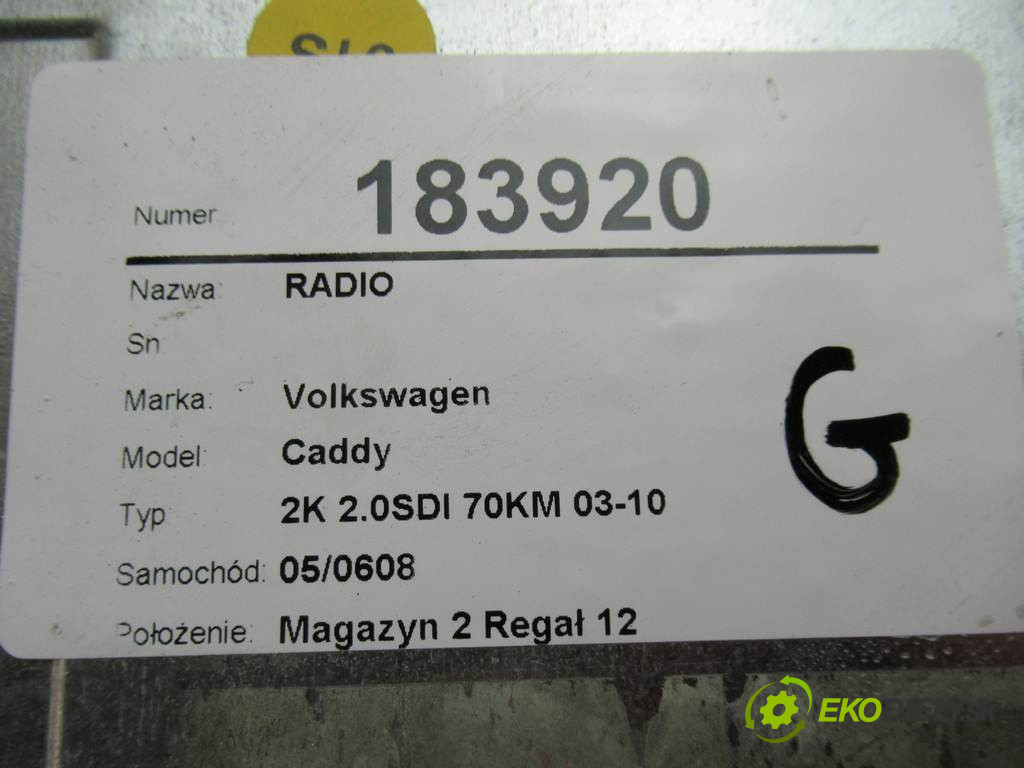 Numer 183920
Nazwa: RADIO
Sn
Marka: Volkswagen
Model: Caddy
Typ 2K 2.0SDI 70KM 03-10
Samochód: 05/0608
Położenie: Magazyn 2 Regał 12
G
EKO